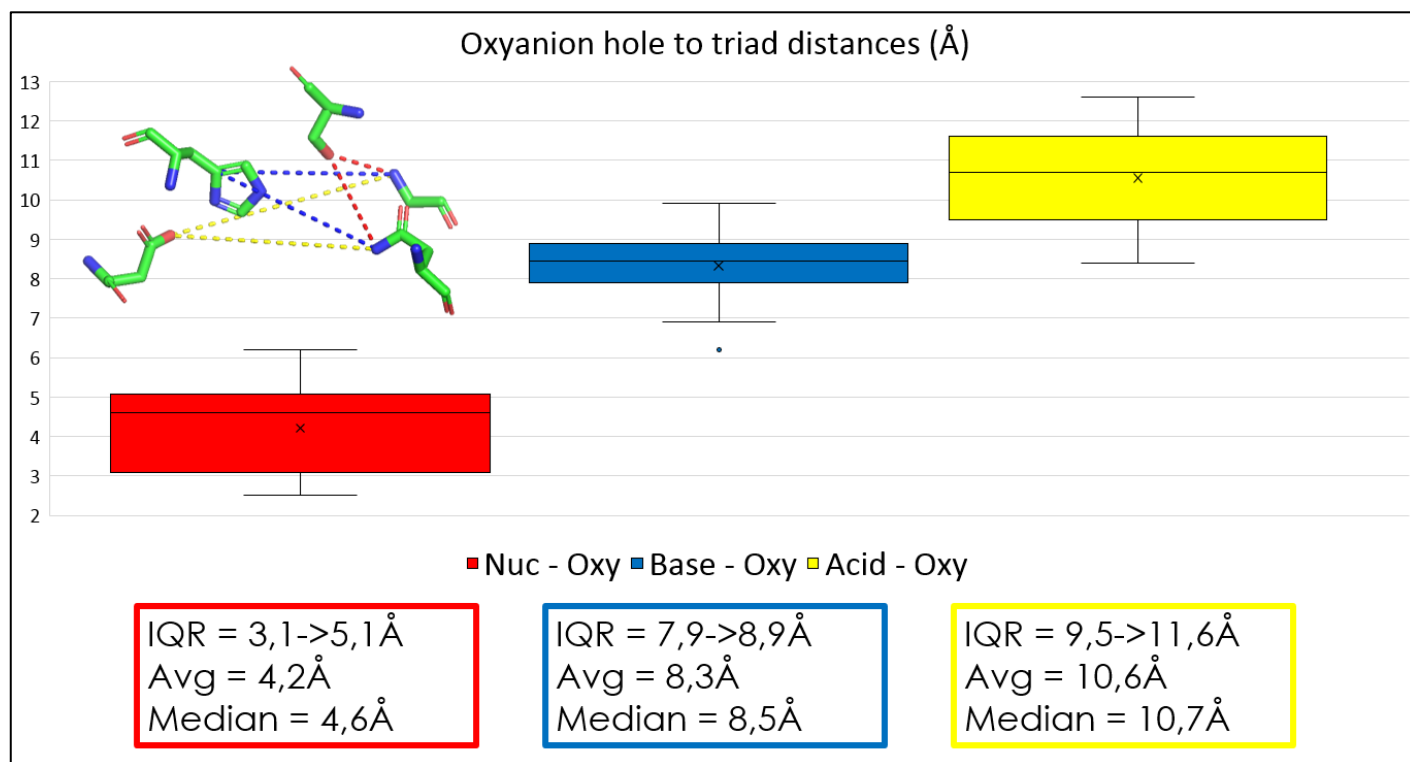 Oxyanion hole to triad distances (Å)
13
12
11
10
9
8
7
6
5
4
3
2
Nuc - Oxy Base - Oxy Acid - Oxy
IQR = 3,1->5,1Å
Avg = 4,2Å
Median = 4,6Å
IQR = 7,9->8,9Å
Avg = 8,3Å
Median = 8,5Å
IQR = 9,5->11,6Å
Avg = 10,6Å
Median = 10,7Å